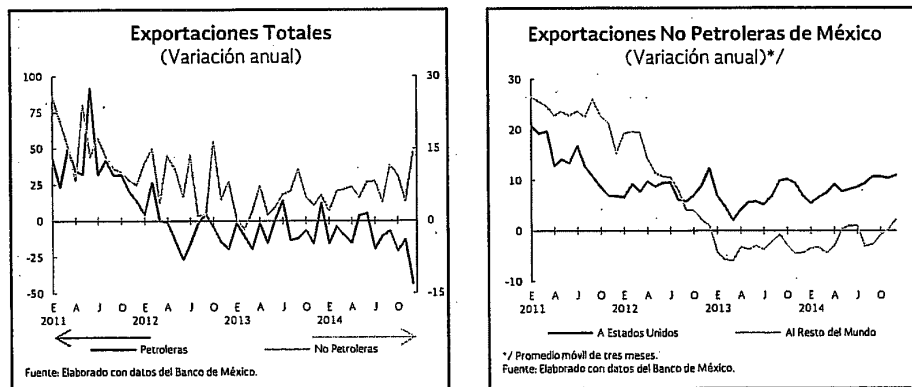 Exportaciones Totales
(Variación anual)
100
75
50
25
0
-25
-50
30
15
0
-15
E A J O E A J O E A J O E A J O
2011 2012 2013 2014
Petroleras No Petroleras
Fuente: Elaborado con datos del Banco de México.
Exportaciones No Petroleras de México
(Variación anual)*/
30
20
10
0
-10
E A J O E A J O E A J O E A J O
2011 2012 2013 2014
A Estados Unidos Al Resto del Mundo
*/ Promedio móvil de tres meses.
Fuente: Elaborado con datos del Banco de México.